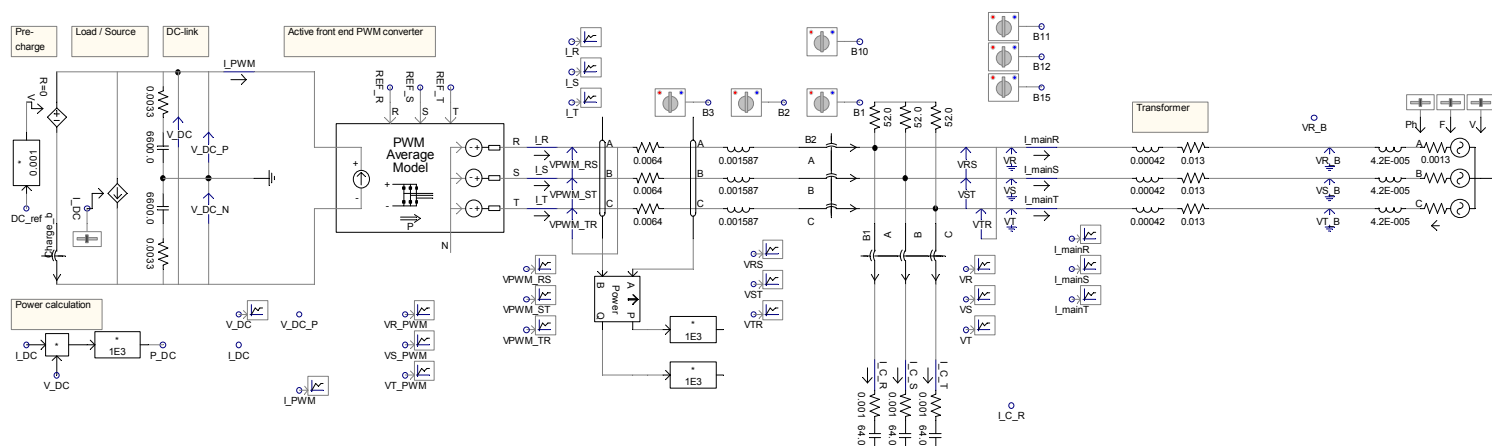 Pre-
charge
Load / Source
DC-link
Active front end PWM converter
I_PWM
R=0
V
0.001
DC_ref
Charge_b
I_DC
0.0033
6600.0
6600.0
0.0033
V_DC
V_DC_P
V_DC_N
REF_R
REF_S
REF_T
R
S
T
PWM
Average
Model
P
N
R
S
T
I_R
I_S
I_T
VPWM_RS
VPWM_ST
VPWM_TR
I_R
I_S
I_T
A
B
C
0.0064
0.0064
0.0064
A
B
C
0.001587
0.001587
0.001587
B3
B2
B1
B10
B11
B12
B15
B2
A
B
C
52.0
52.0
52.0
B1
A
B
C
VRS
VST
VTR
VR
VS
VT
I_mainR
I_mainS
I_mainT
Transformer
0.00042
0.00042
0.00042
0.013
0.013
0.013
VR_B
VR_B
VS_B
VT_B
4.2E-005
4.2E-005
4.2E-005
Ph
F
V
A
B
C
0.0013
VPWM_RS
VPWM_ST
VPWM_TR
A
B
Power
P
Q
*
1E3
*
1E3
VRS
VST
VTR
VR
VS
VT
I_mainR
I_mainS
I_mainT
I_C_R
I_C_S
I_C_T
0.001
0.001
0.001
64.0
64.0
64.0
I_C_R
Power calculation
I_DC
*
*
1E3
P_DC
V_DC
V_DC
I_DC
V_DC_P
I_PWM
VR_PWM
VS_PWM
VT_PWM